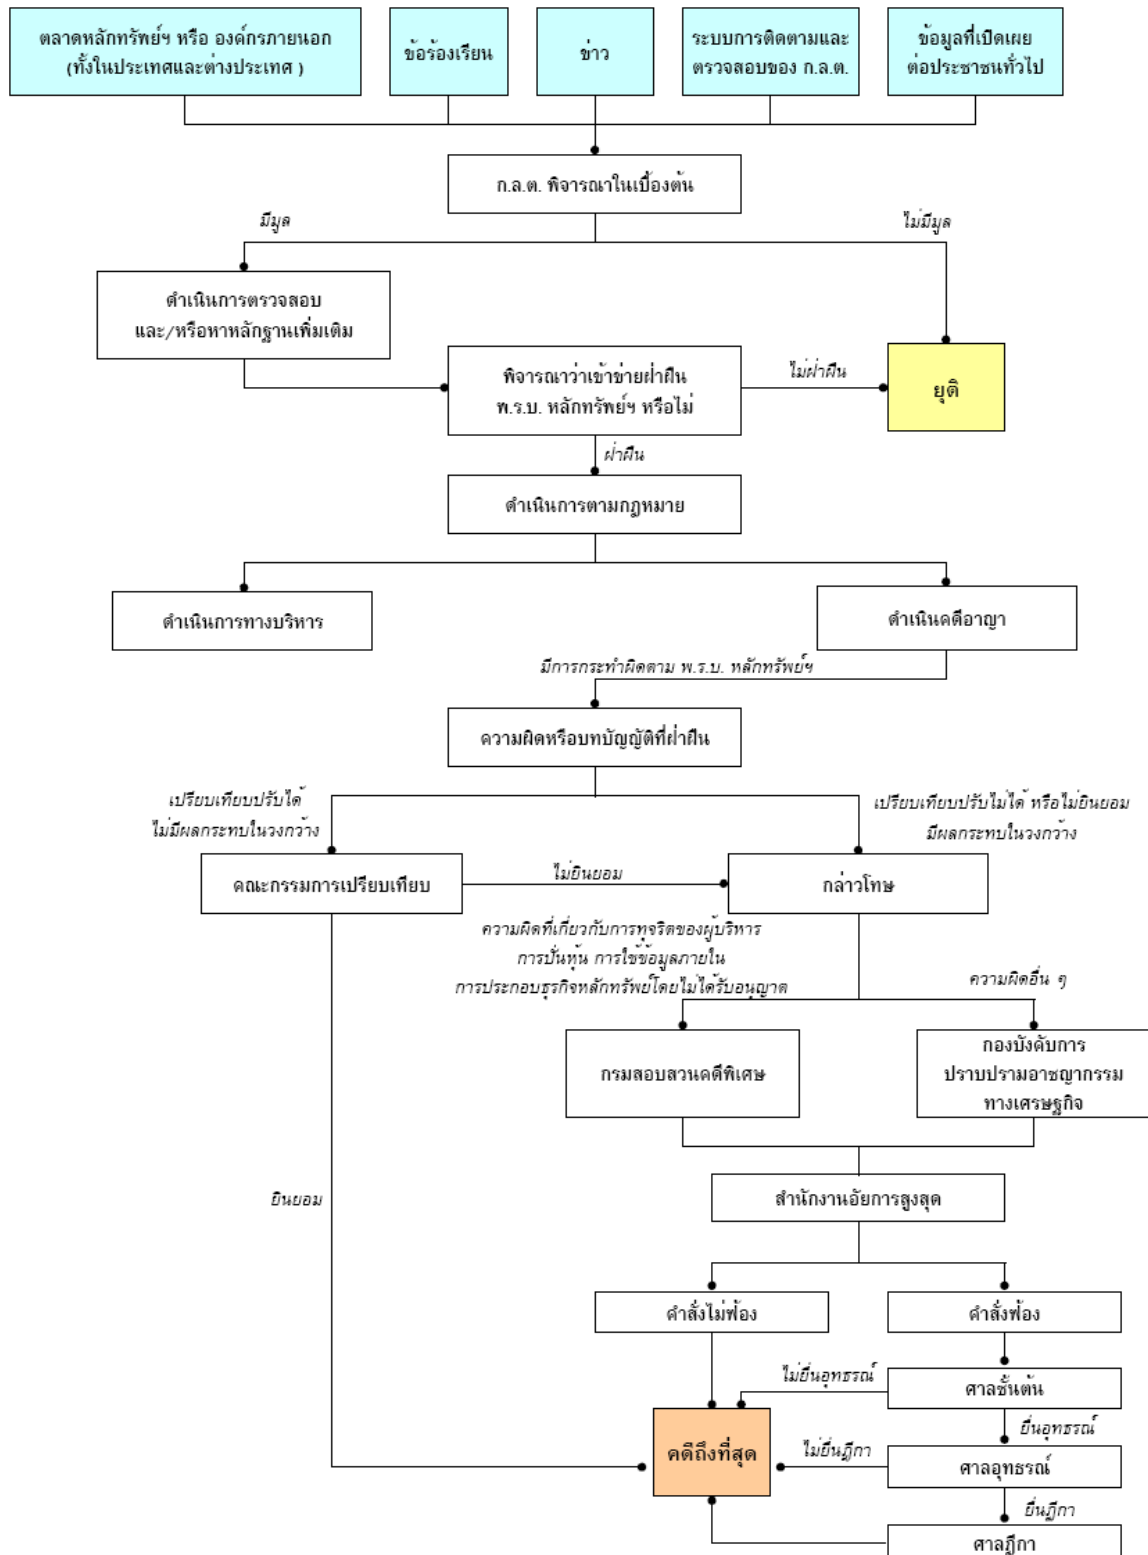 ตลาดหลักทรัพย์ฯ หรือ องค์กรภายนอก
(ทั้งในประเทศและต่างประเทศ )
ข้อร้องเรียน
ข่าว
ระบบการติดตามและ
ตรวจสอบของ ก.ล.ต.
ข้อมูลที่เปิดเผย
ต่อประชาชนทั่วไป
ก.ล.ต. พิจารณาในเบื้องต้น
มีมูล
ไม่มีมูล
ดำเนินการตรวจสอบ
และ/หรือหาหลักฐานเพิ่มเติม
พิจารณาว่าเข้าข่ายฝ่าฝืน
พ.ร.บ. หลักทรัพย์ฯ หรือไม่
ไม่ฝ่าฝืน
ยุติ
ฝ่าฝืน
ดำเนินการตามกฎหมาย
ดำเนินการทางบริหาร
ดำเนินคดีอาญา
มีการกระทำผิดตาม พ.ร.บ. หลักทรัพย์ฯ
ความผิดหรือบทบัญญัติที่ฝ่าฝืน
เปรียบเทียบปรับได้
ไม่มีผลกระทบในวงกว้าง
เปรียบเทียบปรับไม่ได้ หรือไม่ยินยอม
มีผลกระทบในวงกว้าง
คณะกรรมการเปรียบเทียบ
ไม่ยินยอม
กล่าวโทษ
ความผิดที่เกี่ยวกับการทุจริตของผู้บริหาร
การปั่นหุ้น การใช้ข้อมูลภายใน
การประกอบธุรกิจหลักทรัพย์โดยไม่ได้รับอนุญาต
ความผิดอื่น ๆ
กรมสอบสวนคดีพิเศษ
กองบังคับการ
ปราบปรามอาชญากรรม
ทางเศรษฐกิจ
สำนักงานอัยการสูงสุด
ยินยอม
คำสั่งไม่ฟ้อง
คำสั่งฟ้อง
ไม่ยื่นอุทธรณ์
ศาลชั้นต้น
ยื่นอุทธรณ์
คดีถึงที่สุด
ไม่ยื่นฎีกา
ศาลอุทธรณ์
ยื่นฎีกา
ศาลฎีกา